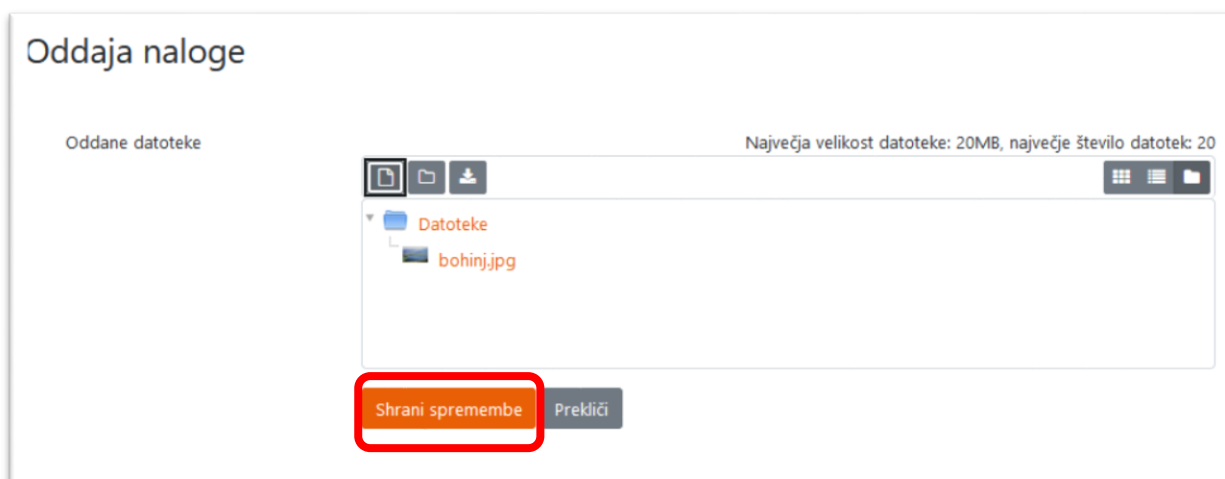 Oddaja naloge
Oddane datoteke
Največja velikost datoteke: 20MB, največje število datotek: 20
Datoteke
bohinj.jpg
Shrani spremembe
Prekliči